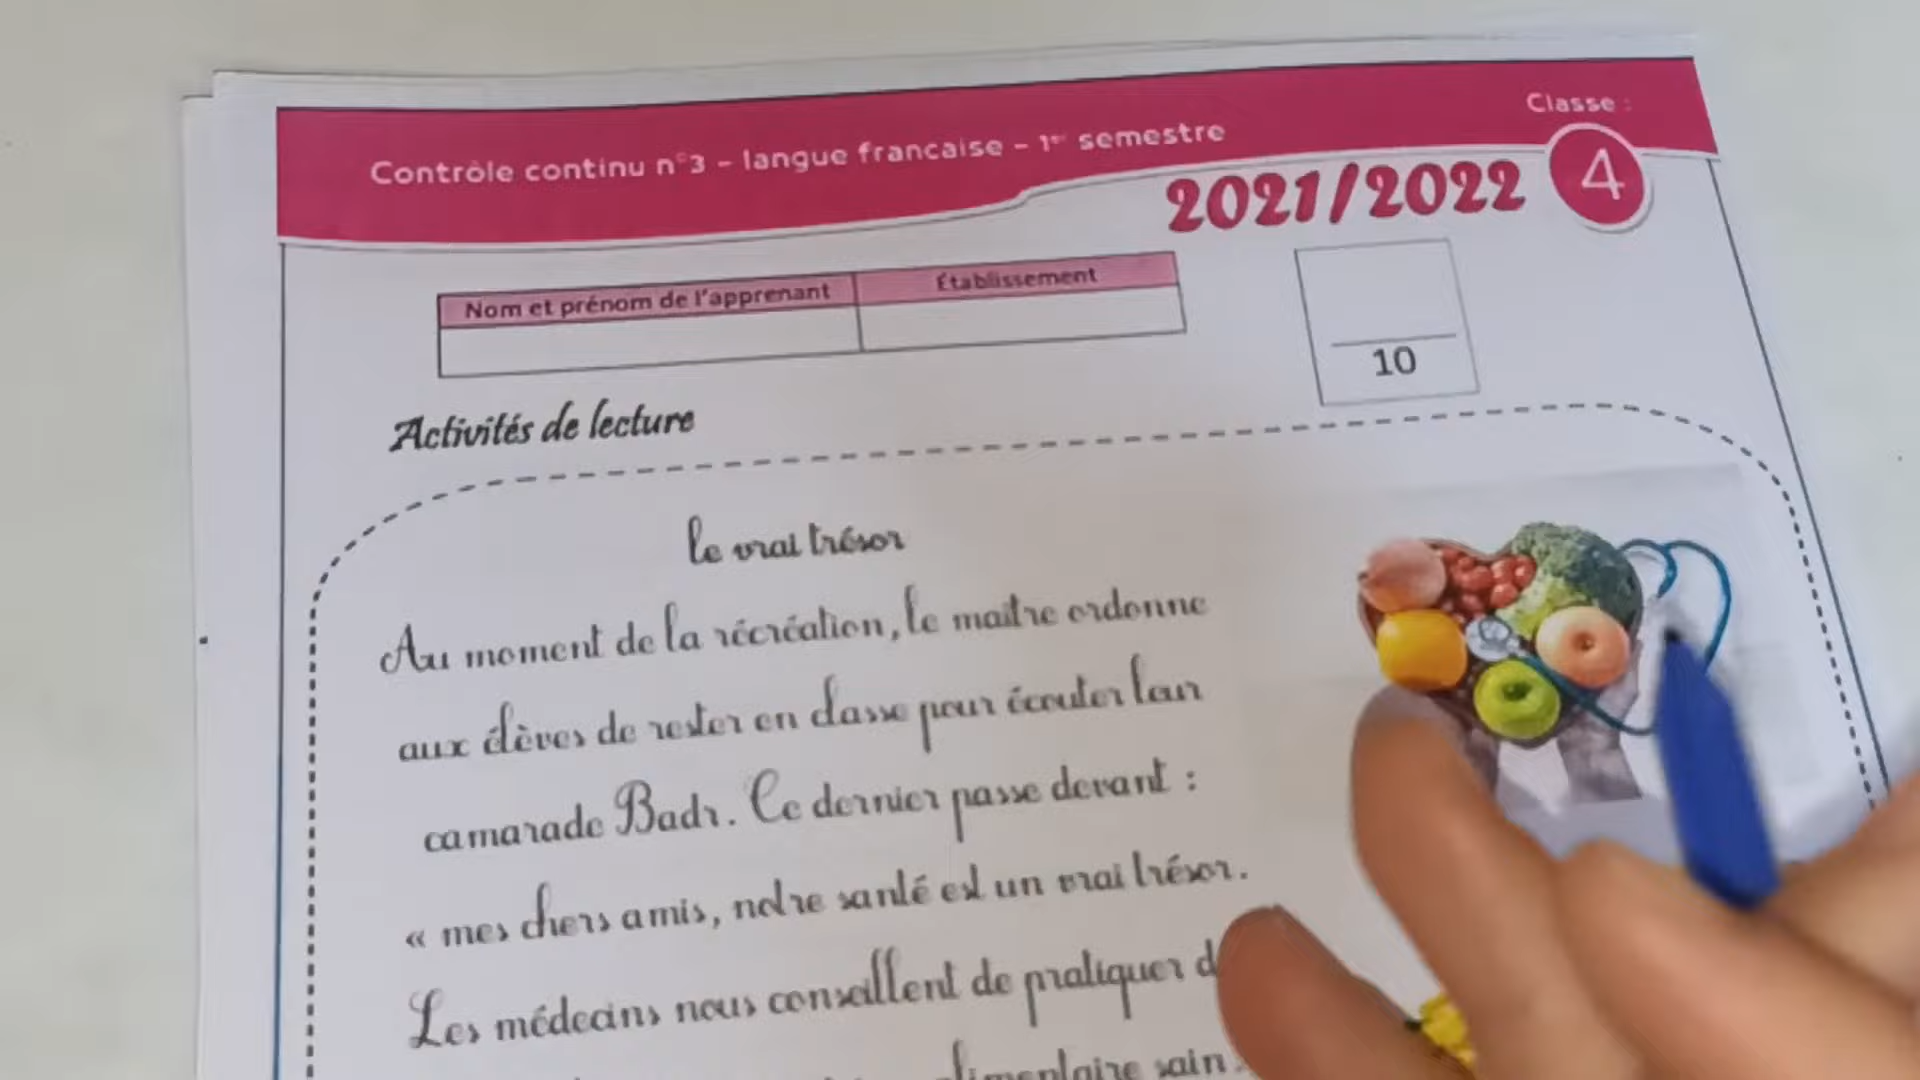 Classe :
Contrôle continu n°3 – langue francaise – 1er semestre
4
2021/2022
Nom et prénom de l'apprenant
Établissement
10
Activités de lecture
le vrai trésor
Au moment de la récréation, le maitre ordonne
aux élèves de rester en classe pour écouter leur
camarade Badr. Ce dernier passe devant :
« mes chers amis, notre santé est un vrai trésor.
Les médecins nous conseillent de pratiquer
sain